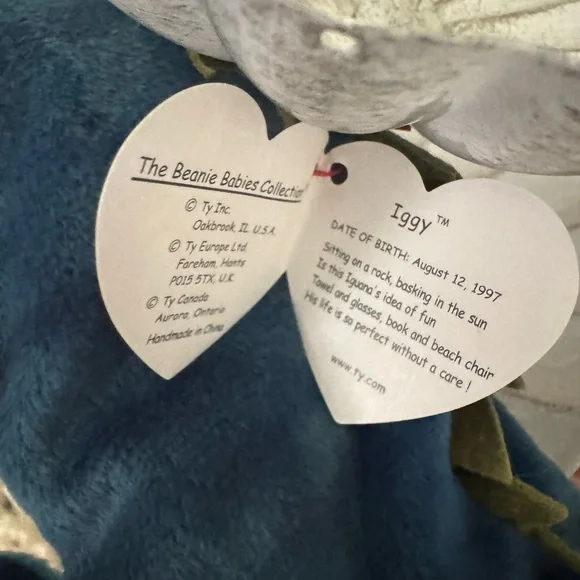 The Beanie Babies Collection
© Ty Inc.
Oakbrook, IL. U.S.A.
© Ty Europe Ltd.
Fareham, Hants
PO15 5TX, U.K.
© Ty Canada
Aurora, Ontario
Handmade in China
Iggy ™
DATE OF BIRTH: August 12, 1997
Sitting on a rock, basking in the sun
Is this Iguana's idea of fun
Towel and glasses, book and beach chair
His life is so perfect without a care !
www.ty.com